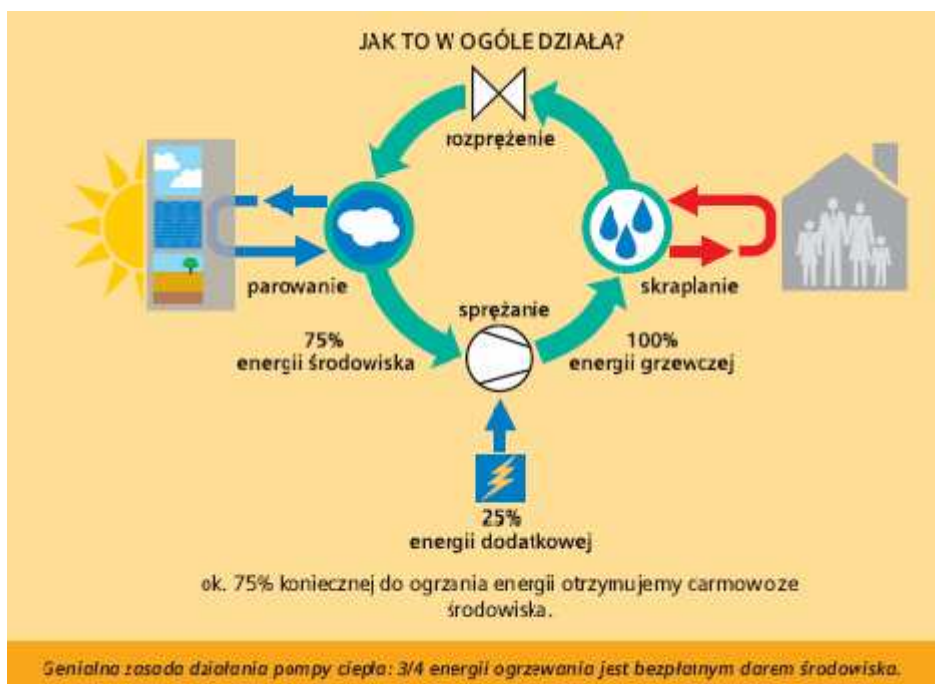 JAK TO W OGÓLE DZIAŁA?
rozprężenie
parowanie
skraplanie
sprężanie
75%
energii środowiska
100%
energii grzewczej
25%
energii dodatkowej
ok. 75% koniecznej do ogrzania energii otrzymujemy carmowoze
środowiska.
Genialna zasada działania pompy ciepła: 3/4 energii ogrzewania jest bezpłatnym darem środowiska.